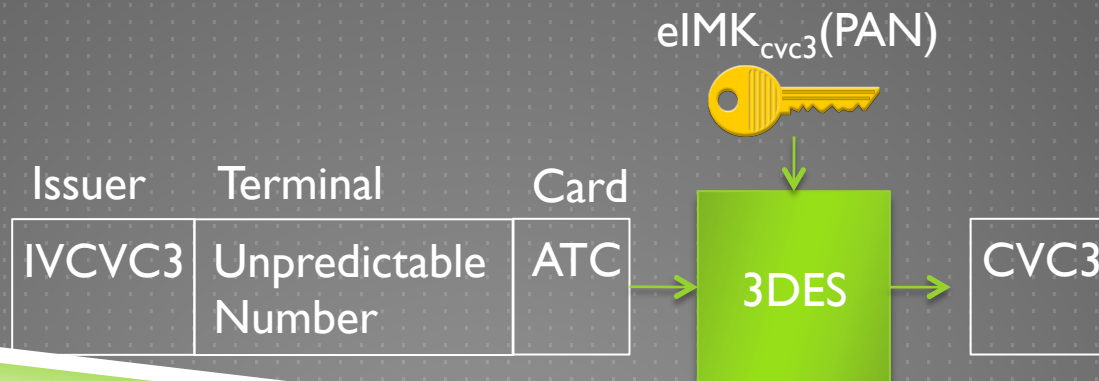 eIMKcvc3(PAN)
Issuer Terminal Card
IVCVC3 Unpredictable Number ATC
3DES
CVC3